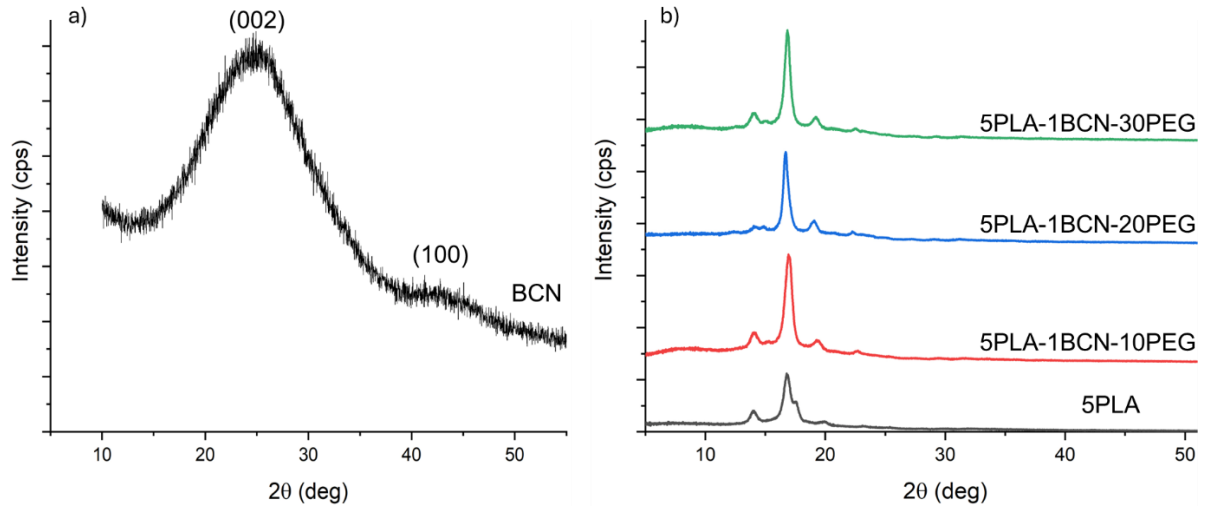 a)
(002)
(100)
BCN
Intensity (cps)
10 20 30 40 50
2θ (deg)
b)
5PLA-1BCN-30PEG
5PLA-1BCN-20PEG
5PLA-1BCN-10PEG
5PLA
Intensity (cps)
10 20 30 40 50
2θ (deg)